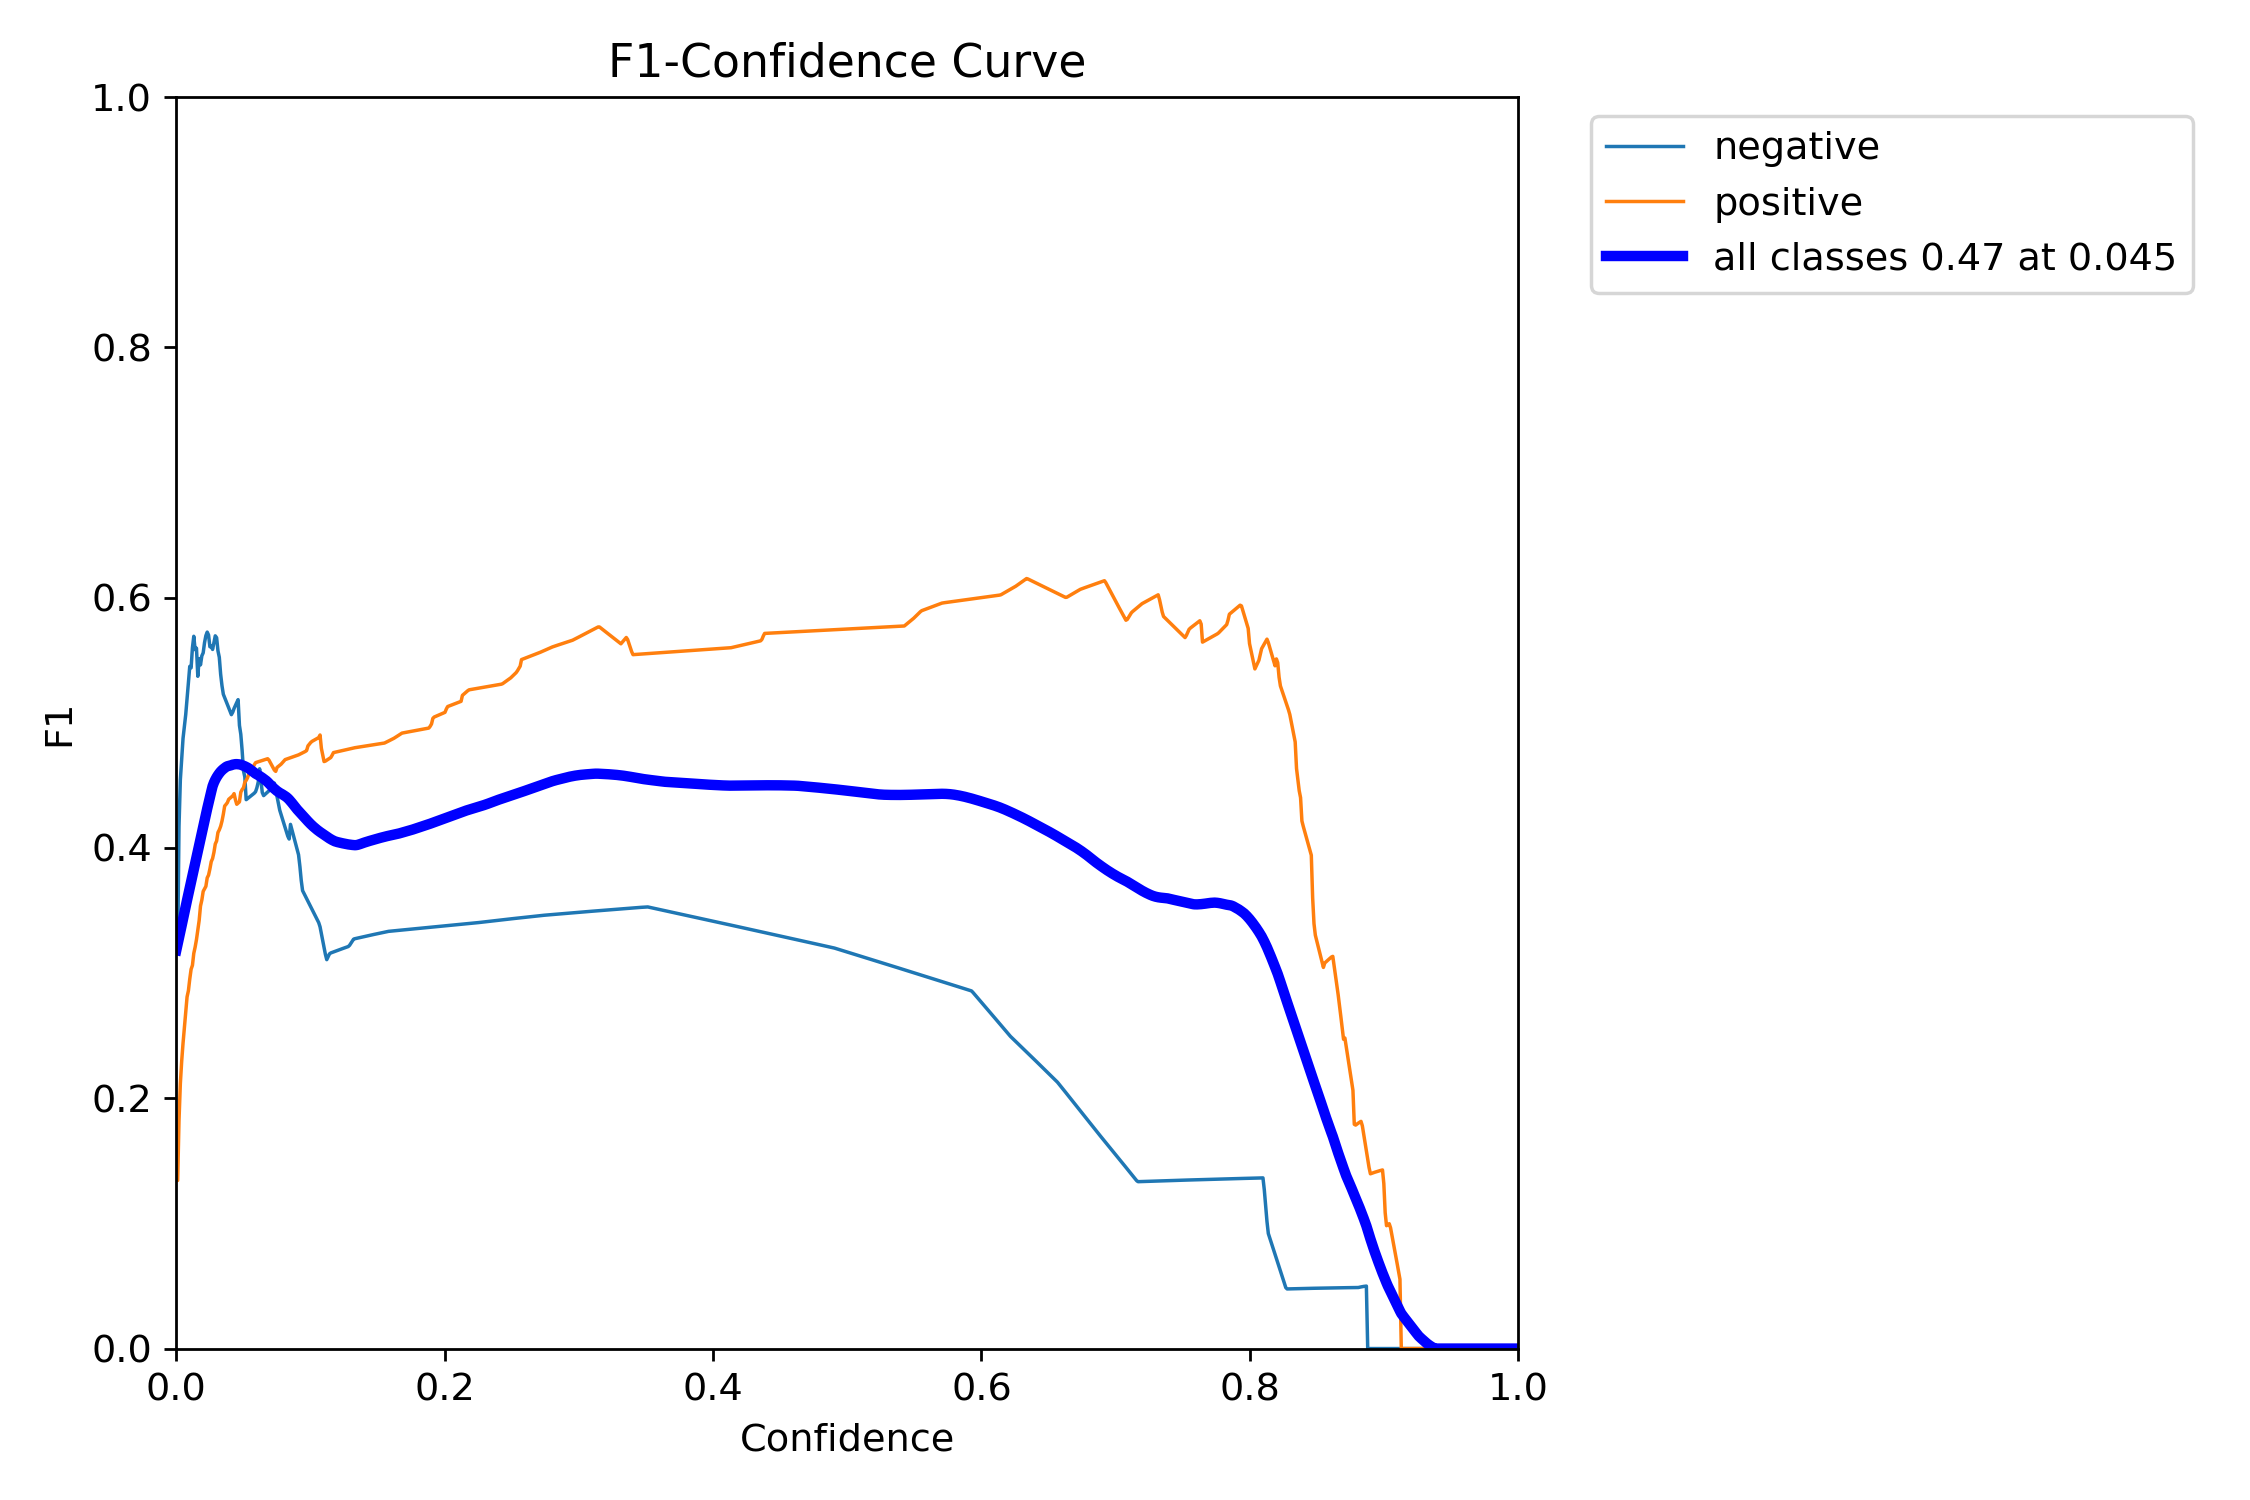 F1-Confidence Curve
1.0
0.8
0.6
0.4
0.2
0.0
F1
0.0 0.2 0.4 0.6 0.8 1.0
Confidence
negative
positive
all classes 0.47 at 0.045